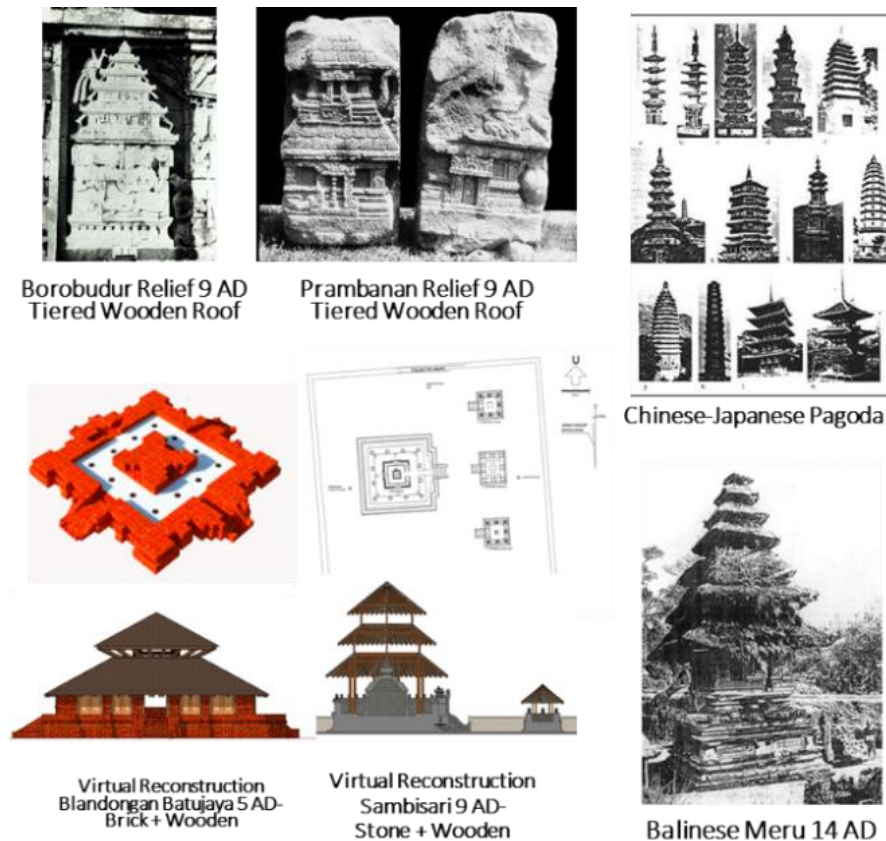 Borobudur Relief 9 AD
Tiered Wooden Roof
Prambanan Relief 9 AD
Tiered Wooden Roof
Chinese-Japanese Pagoda
U
Virtual Reconstruction
Blandongan Batujaya 5 AD-
Brick + Wooden
Virtual Reconstruction
Sambisari 9 AD-
Stone + Wooden
Balinese Meru 14 AD